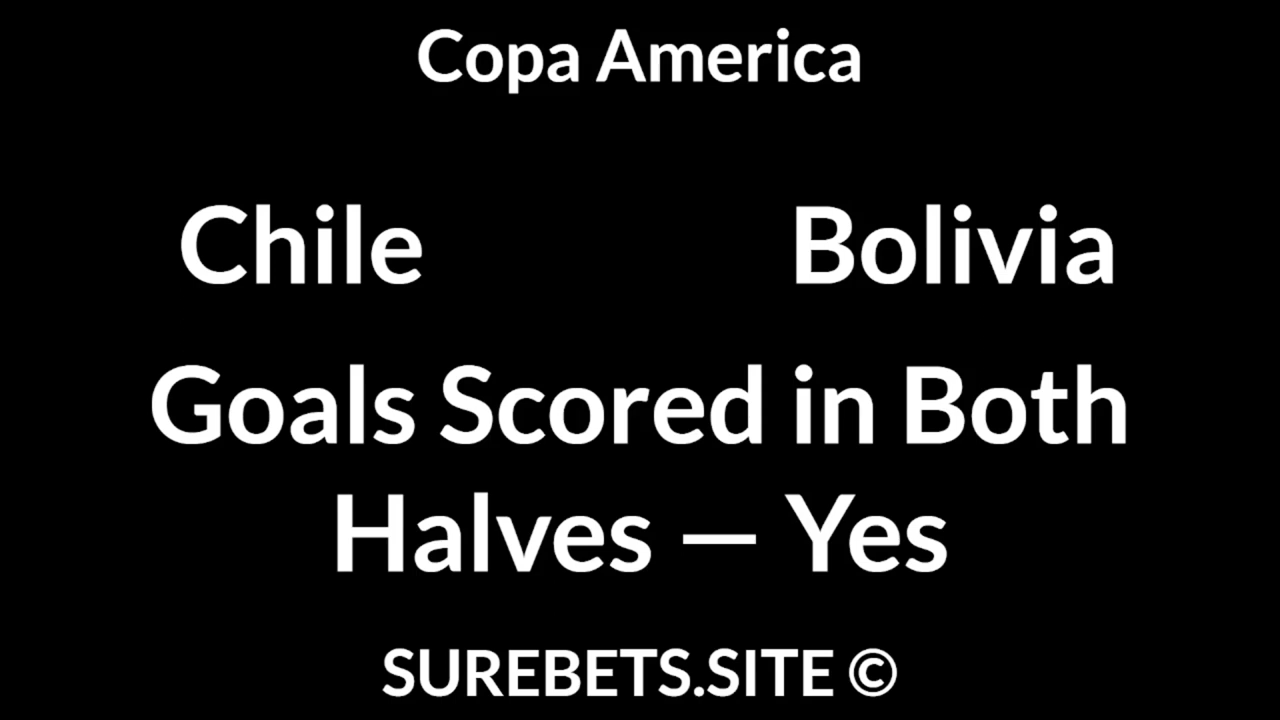 Copa America
Chile Bolivia
Goals Scored in Both
Halves — Yes
SUREBETS.SITE ©